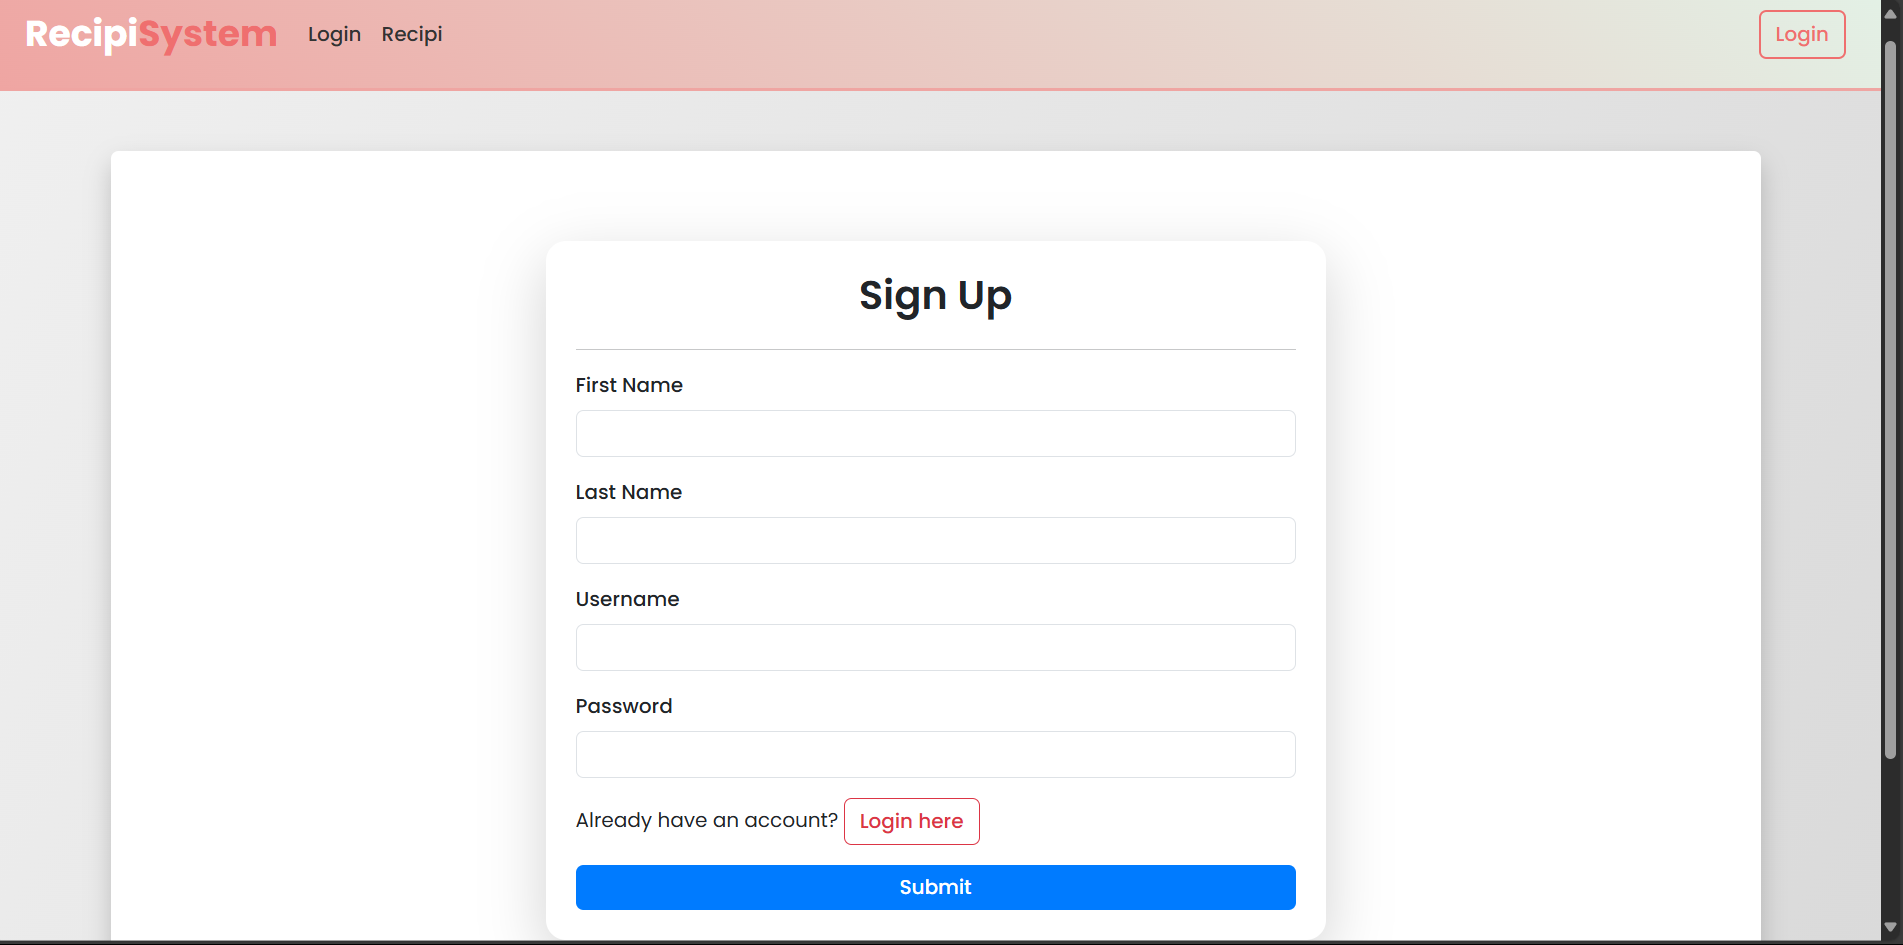 RecipiSystem Login Recipi Login
Sign Up
First Name
Last Name
Username
Password
Already have an account? Login here
Submit